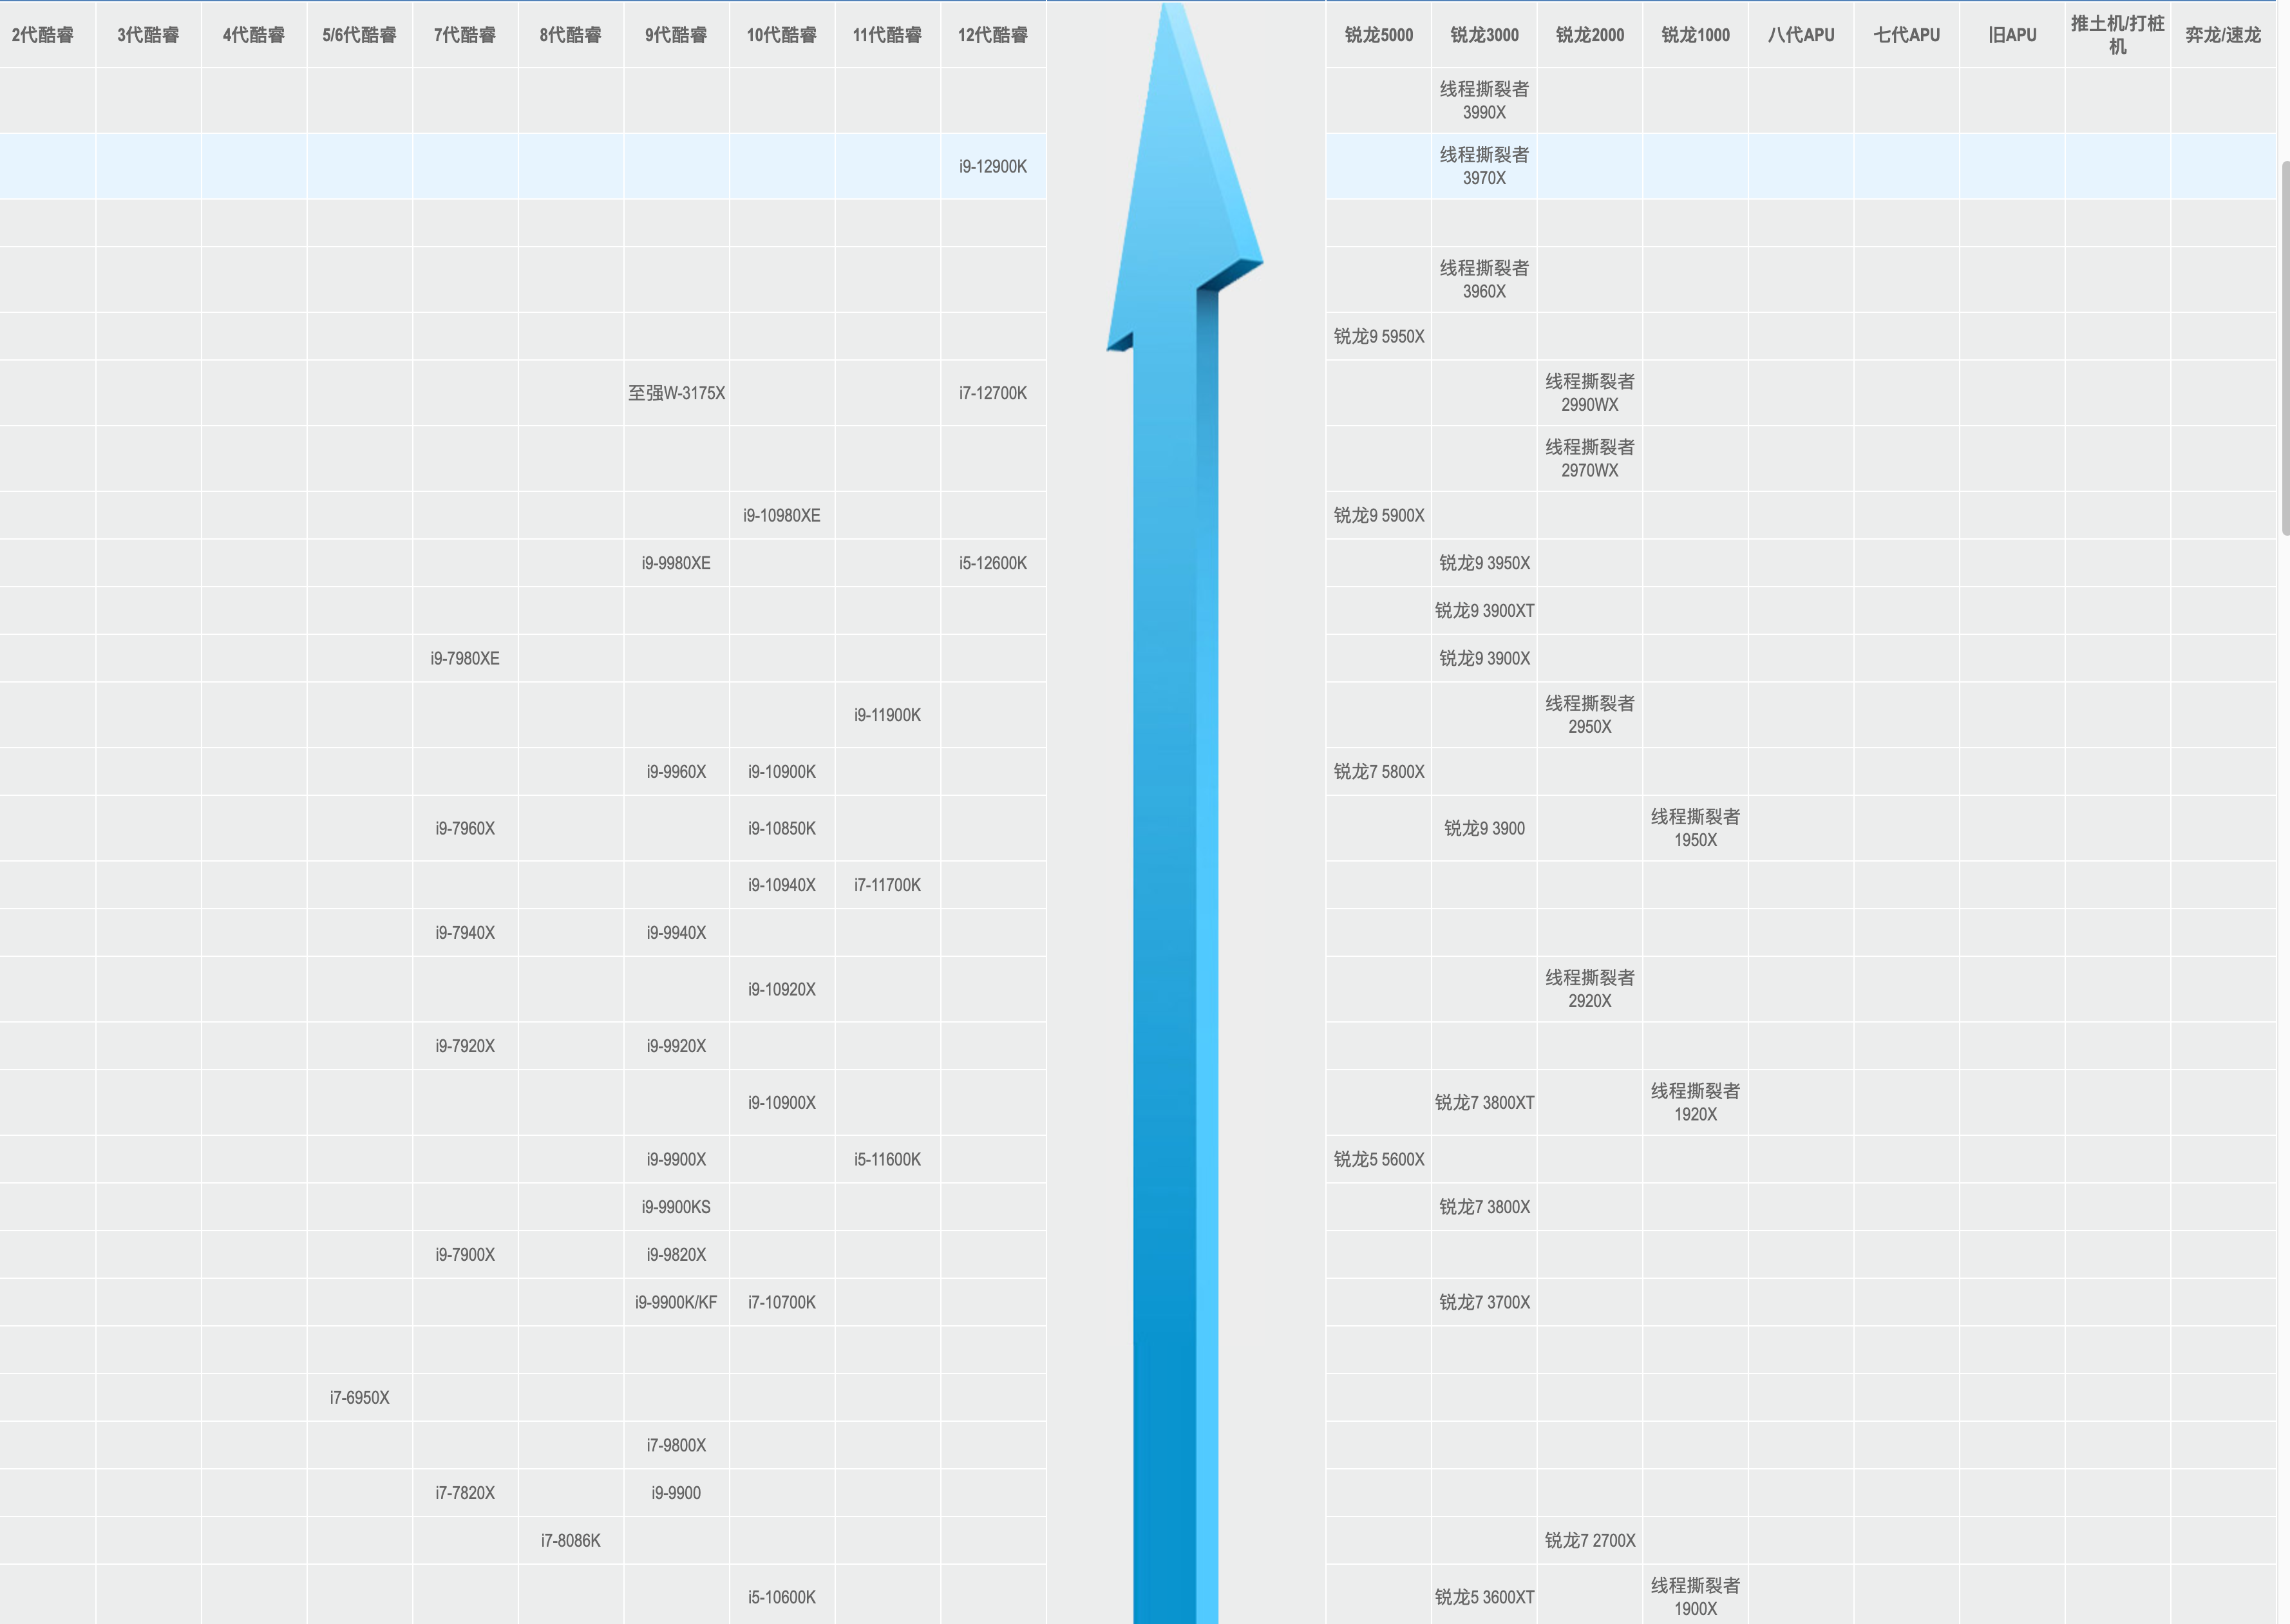 2代酷睿 3代酷睿 4代酷睿 5/6代酷睿 7代酷睿 8代酷睿 9代酷睿 10代酷睿 11代酷睿 12代酷睿 锐龙5000 锐龙3000 锐龙2000 锐龙1000 八代APU 七代APU 旧APU 推土机/打桩机 弈龙/速龙
线程撕裂者
3990X
i9-12900K 线程撕裂者
3970X
线程撕裂者
3960X
锐龙9 5950X
至强W-3175X i7-12700K 线程撕裂者
2990WX
线程撕裂者
2970WX
i9-10980XE 锐龙9 5900X
i9-9980XE i5-12600K 锐龙9 3950X
锐龙9 3900XT
i9-7980XE 锐龙9 3900X
i9-11900K 线程撕裂者
2950X
i9-9960X i9-10900K 锐龙7 5800X
i9-7960X i9-10850K 锐龙9 3900 线程撕裂者
1950X
i9-10940X i7-11700K
i9-7940X i9-9940X
i9-10920X 线程撕裂者
2920X
i9-7920X i9-9920X
i9-10900X 锐龙7 3800XT 线程撕裂者
1920X
i9-9900X i5-11600K 锐龙5 5600X
i9-9900KS 锐龙7 3800X
i9-7900X i9-9820X
i9-9900K/KF i7-10700K 锐龙7 3700X
i7-6950X
i7-9800X
i7-7820X i9-9900
i7-8086K 锐龙7 2700X
i5-10600K 锐龙5 3600XT 线程撕裂者
1900X